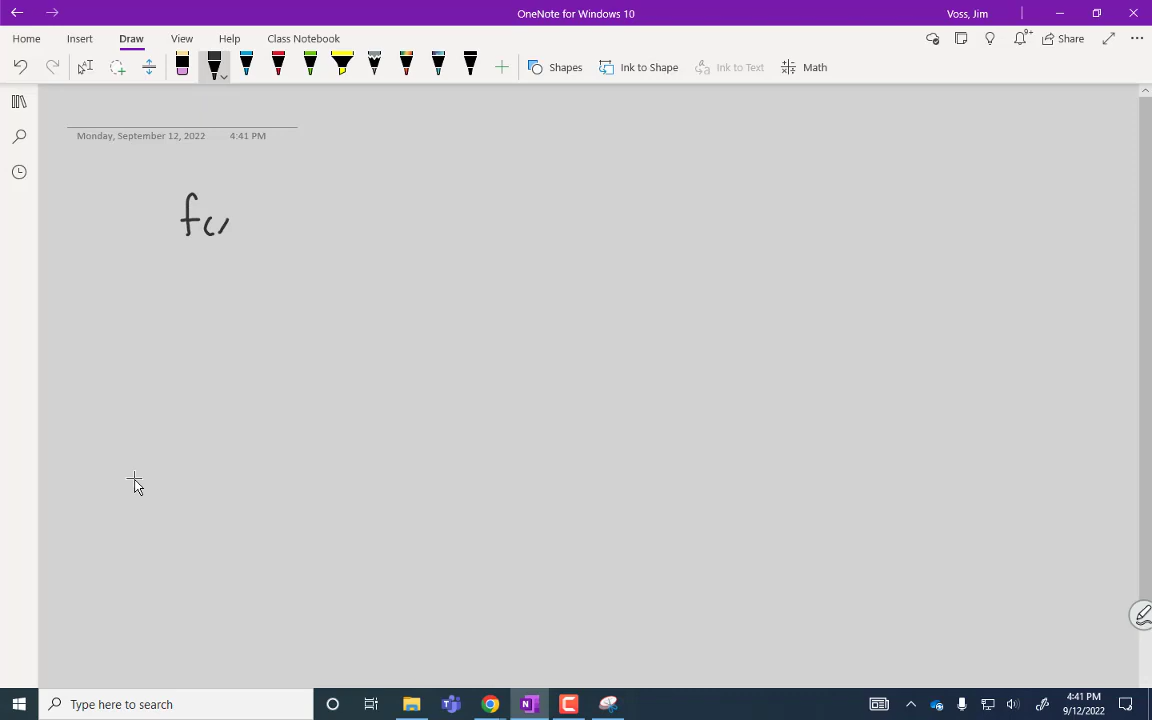 OneNote for Windows 10
Voss, Jim
Home
Insert
Draw
View
Help
Class Notebook
Share
Shapes
Ink to Shape
Ink to Text
Math
Monday, September 12, 2022 4:41 PM
Type here to search
4:41 PM
9/12/2022